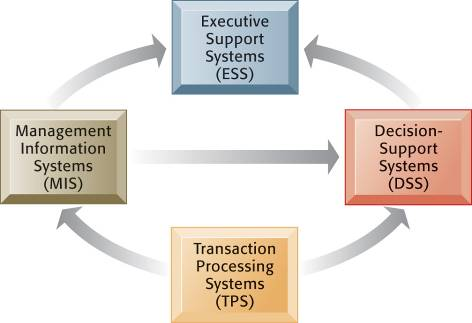 Executive
Support
Systems
(ESS)
Management
Information
Systems
(MIS)
Decision-
Support
Systems
(DSS)
Transaction
Processing
Systems
(TPS)